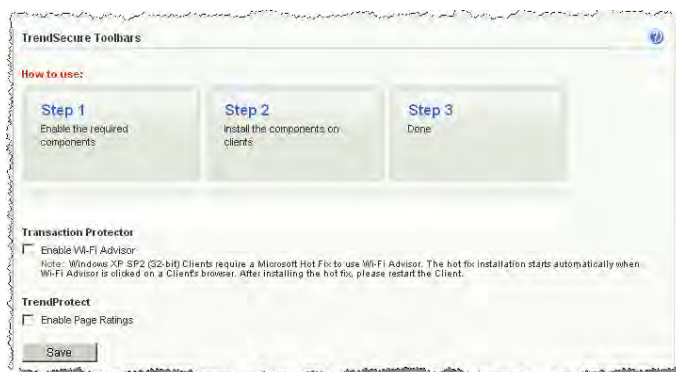 TrendSecure Toolbars
How to use:
Step 1
Enable the required
components
Step 2
Install the components on
clients
Step 3
Done
Transaction Protector
Enable Wi-Fi Advisor
Note: Windows XP SP2 (32-bit) Clients require a Microsoft Hot Fix to use Wi-Fi Advisor. The hot fix installation starts automatically when
Wi-Fi Advisor is clicked on a Client's browser. After installing the hot fix, please restart the Client.
TrendProtect
Enable Page Ratings
Save